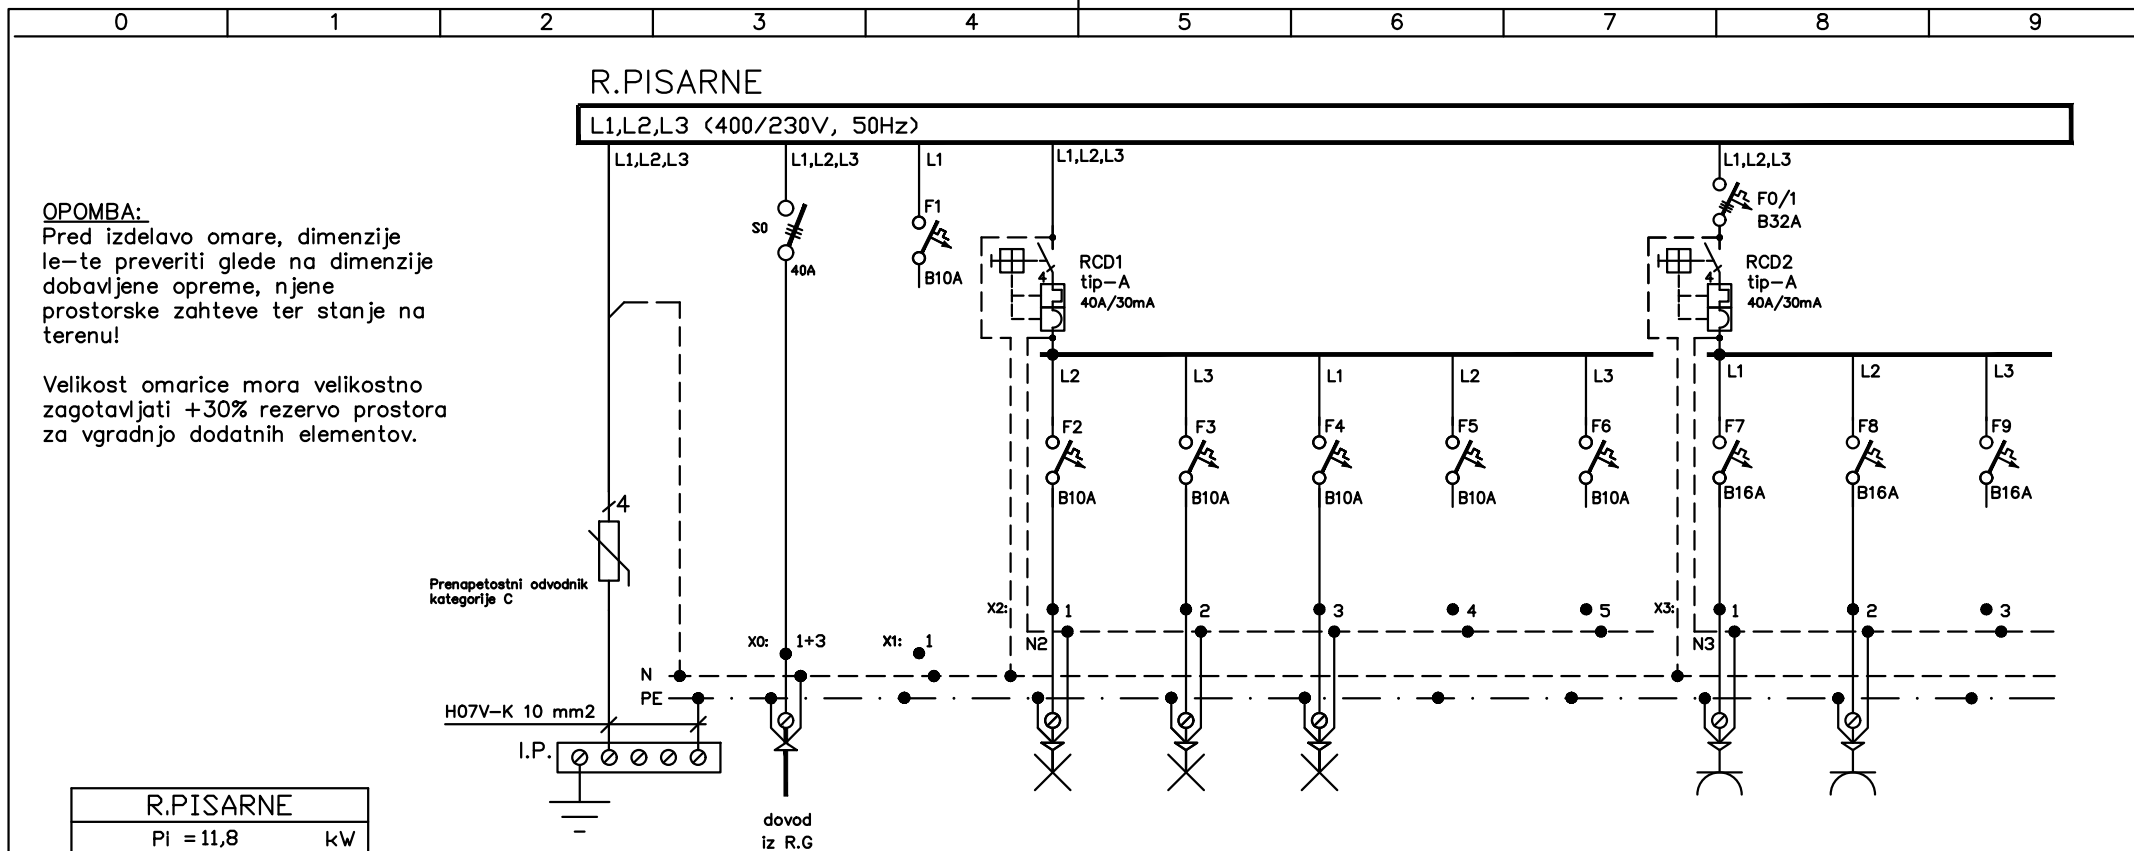 0 1 2 3 4 5 6 7 8 9
R.PISARNE
L1,L2,L3 (400/230V, 50Hz)
L1,L2,L3 L1,L2,L3 L1 L1,L2,L3 L1,L2,L3
OPOMBA:
Pred izdelavo omare, dimenzije
le-te preveriti glede na dimenzije
dobavljene opreme, njene
prostorske zahteve ter stanje na
terenu!
Velikost omarice mora velikostno
zagotavljati +30% rezervo prostora
za vgradnjo dodatnih elementov.
S0
40A
F1
B10A
RCD1
tip-A
40A/30mA
4
F0/1
B32A
RCD2
tip-A
40A/30mA
4
L2 L3 L1 L2 L3 L1 L2 L3
F2 F3 F4 F5 F6 F7 F8 F9
B10A B10A B10A B10A B10A B16A B16A B16A
4
Prenapetostni odvodnik
kategorije C
X2: 1 2 3 4 5 X3: 1 2 3
X0: 1+3 X1: 1 N2 N3
N
PE
H07V-K 10 mm2
I.P.
dovod
iz R.G
R.PISARNE
Pi = 11,8 kW